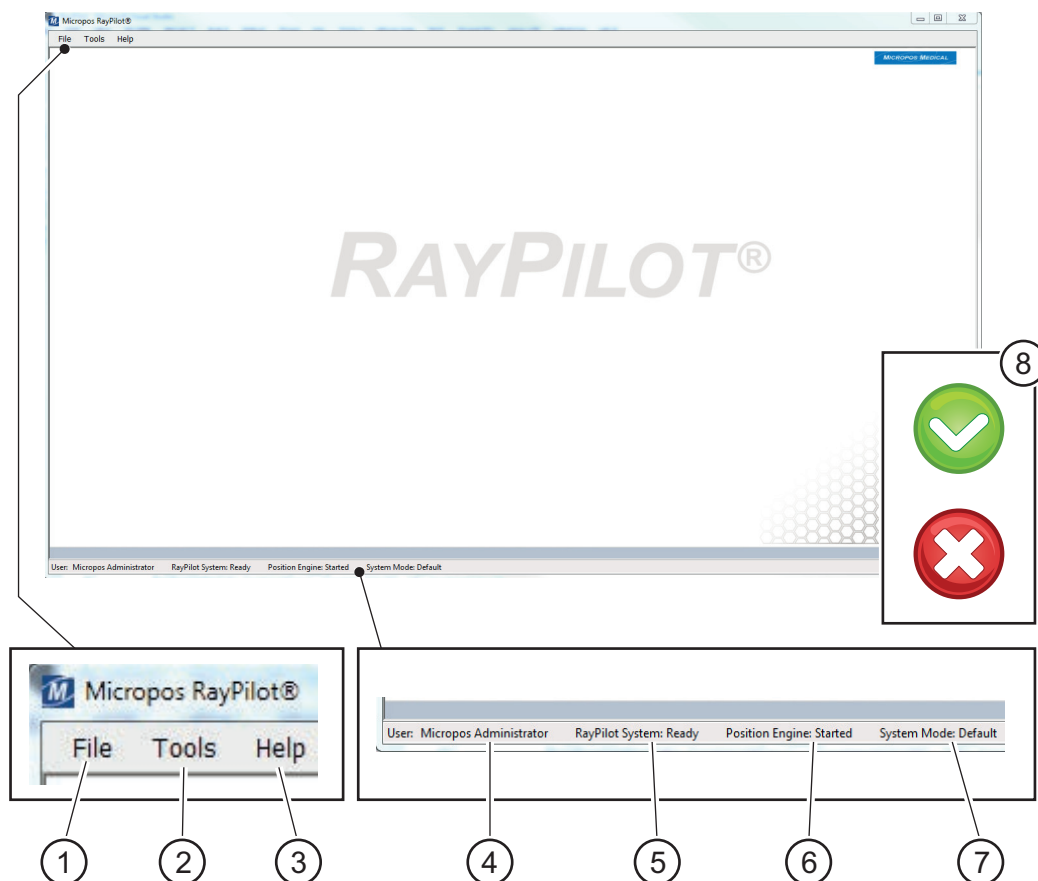 Micropos RayPilot®
File Tools Help
MICROPOS MEDICAL
RAYPILOT®
8
User: Micropos Administrator RayPilot System: Ready Position Engine: Started System Mode: Default
Micropos RayPilot®
File Tools Help
User: Micropos Administrator RayPilot System: Ready Position Engine: Started System Mode: Default
1 2 3 4 5 6 7